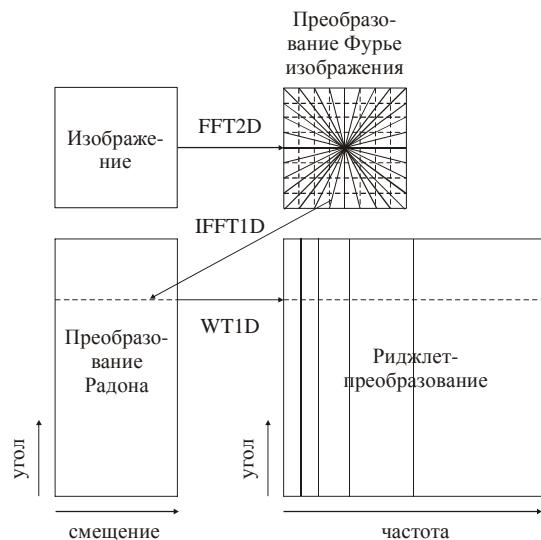 Преобразо-
вание Фурье
изображения
Изображе-
ние
FFT2D
IFFT1D
Преобразо-
вание
Радона
WT1D
Риджлет-
преобразование
угол
угол
смещение
частота